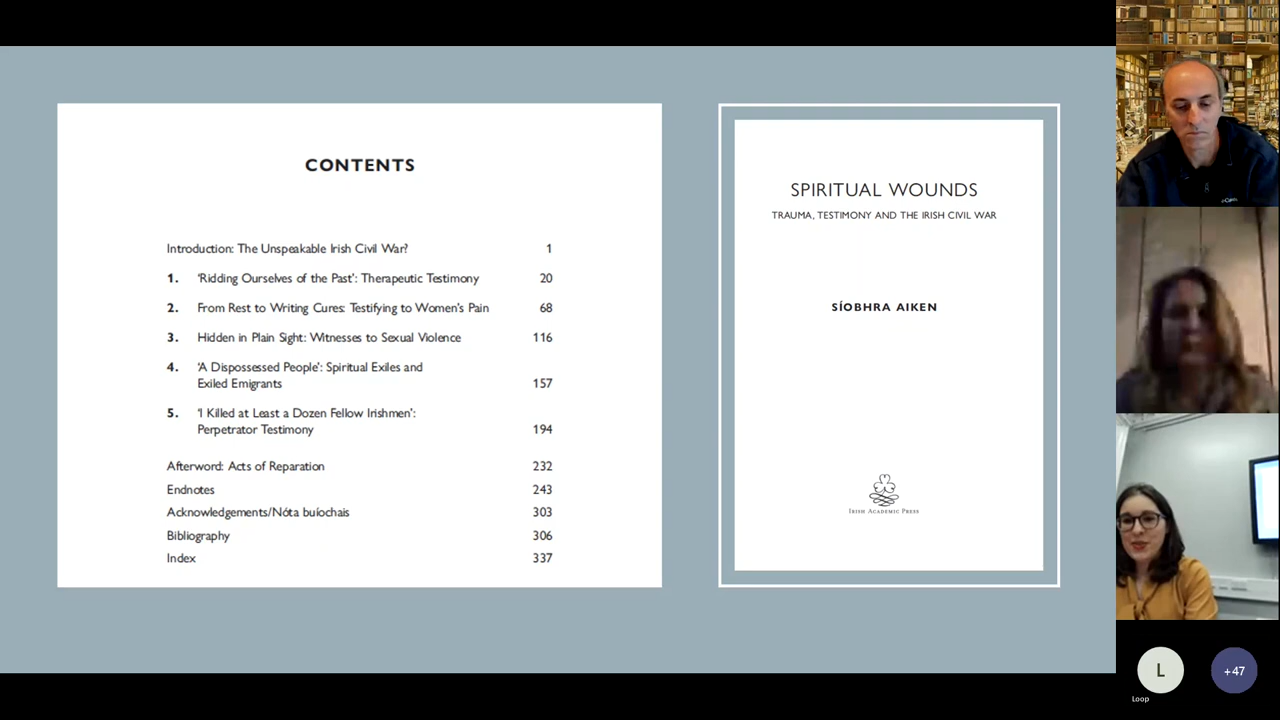 CONTENTS
Introduction: The Unspeakable Irish Civil War? 1
1. ‘Ridding Ourselves of the Past’: Therapeutic Testimony 20
2. From Rest to Writing Cures: Testifying to Women’s Pain 68
3. Hidden in Plain Sight: Witnesses to Sexual Violence 116
4. ‘A Dispossessed People’: Spiritual Exiles and
Exiled Emigrants 157
5. ‘I Killed at Least a Dozen Fellow Irishmen’:
Perpetrator Testimony 194
Afterword: Acts of Reparation 232
Endnotes 243
Acknowledgements/Nóta buíochais 303
Bibliography 306
Index 337
SPIRITUAL WOUNDS
TRAUMA, TESTIMONY AND THE IRISH CIVIL WAR
SÍOBHRA AIKEN
IRISH ACADEMIC PRESS
L
Loop
+47